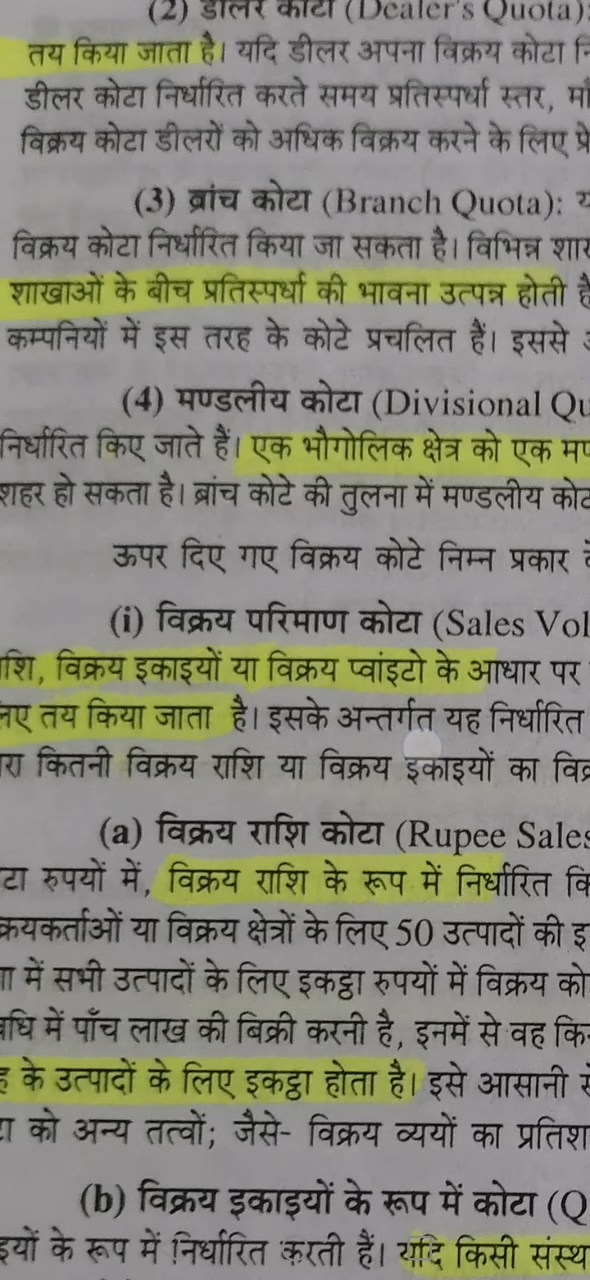 (2) डीलर कोटा (Dealer's Quota):
तय किया जाता है। यदि डीलर अपना विक्रय कोटा
डीलर कोटा निर्धारित करते समय प्रतिस्पर्धा स्तर,
विक्रय कोटा डीलरों को अधिक विक्रय करने के लिए
(3) ब्रांच कोटा (Branch Quota):
विक्रय कोटा निर्धारित किया जा सकता है। विभिन्न
शाखाओं के बीच प्रतिस्पर्धा की भावना उत्पन्न होती है
कम्पनियों में इस तरह के कोटे प्रचलित हैं। इससे
(4) मण्डलीय कोटा (Divisional Qu
निर्धारित किए जाते हैं। एक भौगोलिक क्षेत्र को एक
शहर हो सकता है। ब्रांच कोटे की तुलना में मण्डलीय
ऊपर दिए गए विक्रय कोटे निम्न प्रकार
(i) विक्रय परिमाण कोटा (Sales Vol
विक्रय इकाइयों या विक्रय प्वांइटो के आधार पर
तय किया जाता है। इसके अन्तर्गत यह निर्धारित
कितनी विक्रय राशि या विक्रय इकाइयों का
(a) विक्रय राशि कोटा (Rupee Sales
टा रुपयों में, विक्रय राशि के रूप में निर्धारित
क्रयकर्ताओं या विक्रय क्षेत्रों के लिए 50 उत्पादों की
में सभी उत्पादों के लिए इकट्ठा रुपयों में विक्रय को
में पाँच लाख की बिक्री करनी है, इनमें से वह
के उत्पादों के लिए इकट्ठा होता है। इसे आसानी
को अन्य तत्वों; जैसे- विक्रय व्ययों का प्रतिश
(b) विक्रय इकाइयों के रूप में कोटा (Q
इयों के रूप में निर्धारित करती हैं। यदि किसी संस्थ